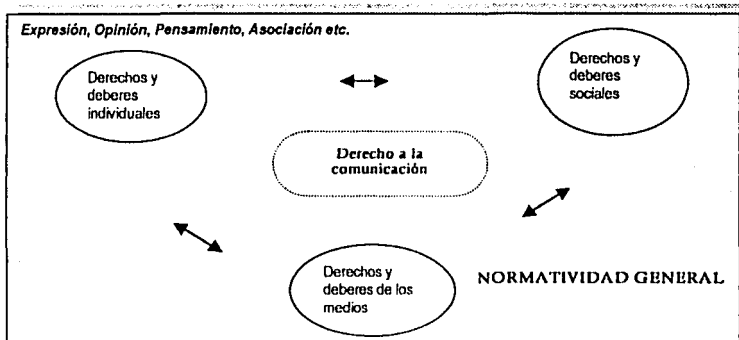 Expresión, Opinión, Pensamiento, Asociación etc.
Derechos y
deberes
individuales
Derechos y
deberes
sociales
Derecho a la
comunicación
Derechos y
deberes de los
medios
NORMATIVIDAD GENERAL